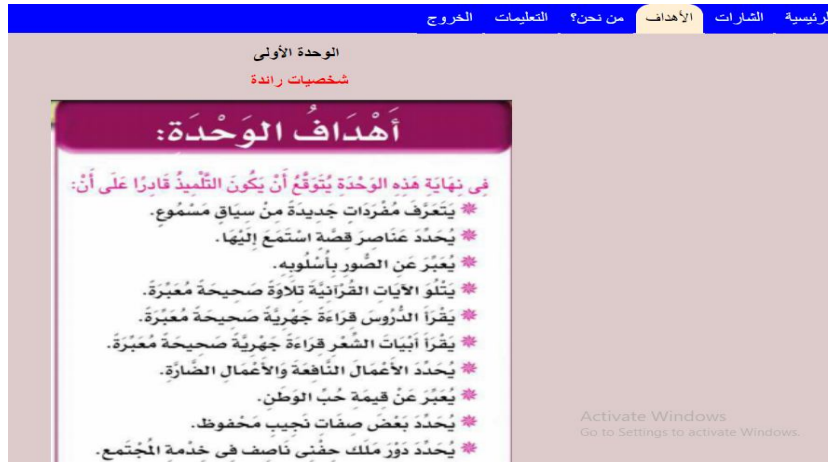 الرئيسية الشارات الأهداف من نحن؟ التعليمات الخروج
الوحدة الأولى
شخصيات رائدة
أَهْدَافُ الوَحْدَة:
فِى نِهَايَةِ هَذِهِ الوَحْدَةِ يُتَوَقَّعُ أَنْ يَكُونَ التِّلْمِيذُ قَادِرًا عَلَى أَنْ:
يَتَعَرَّفَ مُفْرَدَاتٍ جَدِيدَةً مِنْ سِيَاقٍ مَسْمُوعٍ.
يُحَدِّدَ عَنَاصِرَ قِصَّةٍ اسْتَمَعَ إِلَيْهَا.
يُعَبِّرَ عَنِ الصُّورِ بِأُسْلُوبِهِ.
يَتْلُوَ الآيَاتِ القُرْآنِيَّةَ تِلَاوَةً صَحِيحَةً مُعَبِّرَةً.
يَقْرَأَ الدُّرُوسَ قِرَاءَةً جَهْرِيَّةً صَحِيحَةً مُعَبِّرَةً.
يَقْرَأَ أَبْيَاتَ الشِّعْرِ قِرَاءَةً جَهْرِيَّةً صَحِيحَةً مُعَبِّرَةً.
يُحَدِّدَ الأَعْمَالَ النَّافِعَةَ وَالأَعْمَالَ الضَّارَّةَ.
يُعَبِّرَ عَنْ قِيمَةِ حُبِّ الوَطَنِ.
يُحَدِّدَ بَعْضَ صِفَاتِ نَجِيب مَحْفُوظ.
يُحَدِّدَ دَوْرَ مَلَك حِفْنِى نَاصِف فِى خِدْمَةِ المُجْتَمَعِ.
Activate Windows
Go to Settings to activate Windows.